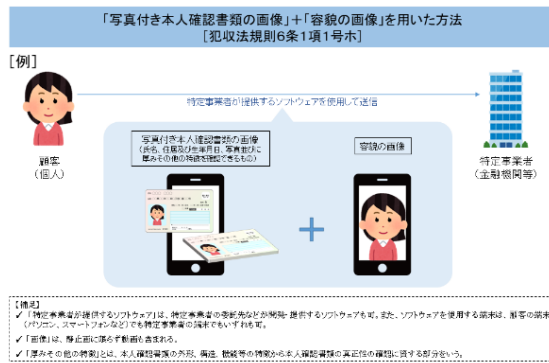 「写真付き本人確認書類の画像」+「容貌の画像」を用いた方法
[犯収法規則6条1項1号ホ]
[例]
特定事業者が提供するソフトウェアを使用して送信
顧客
(個人)
写真付き本人確認書類の画像
(氏名、住居及び生年月日、写真並びに
厚みその他の特徴を確認できるもの)
容貌の画像
特定事業者
(金融機関等)
【補足】
✓ 「特定事業者が提供するソフトウェア」は、特定事業者の委託先などが開発・提供するソフトウェアも可。また、ソフトウェアを使用する端末は、顧客の端末
(パソコン、スマートフォンなど)でも特定事業者の端末でもいずれも可。
✓ 「画像」は、静止画に限らず動画も含まれる。
✓ 「厚みその他の特徴」とは、本人確認書類の外形、構造、機能等の特徴から本人確認書類の真正性の確認に資する部分をいう。